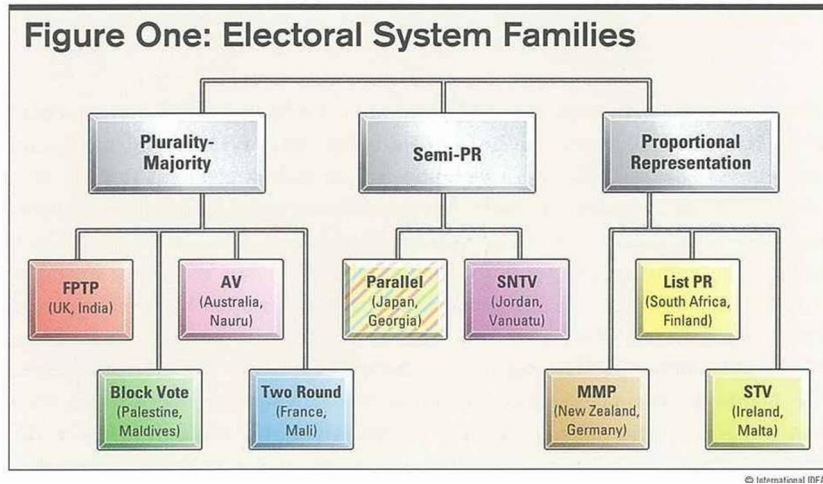 Figure One: Electoral System Families
Plurality-
Majority
Semi-PR
Proportional
Representation
FPTP
(UK, India)
AV
(Australia,
Nauru)
Parallel
(Japan,
Georgia)
SNTV
(Jordan,
Vanuatu)
List PR
(South Africa,
Finland)
Block Vote
(Palestine,
Maldives)
Two Round
(France,
Mali)
MMP
(New Zealand,
Germany)
STV
(Ireland,
Malta)
© International IDEA